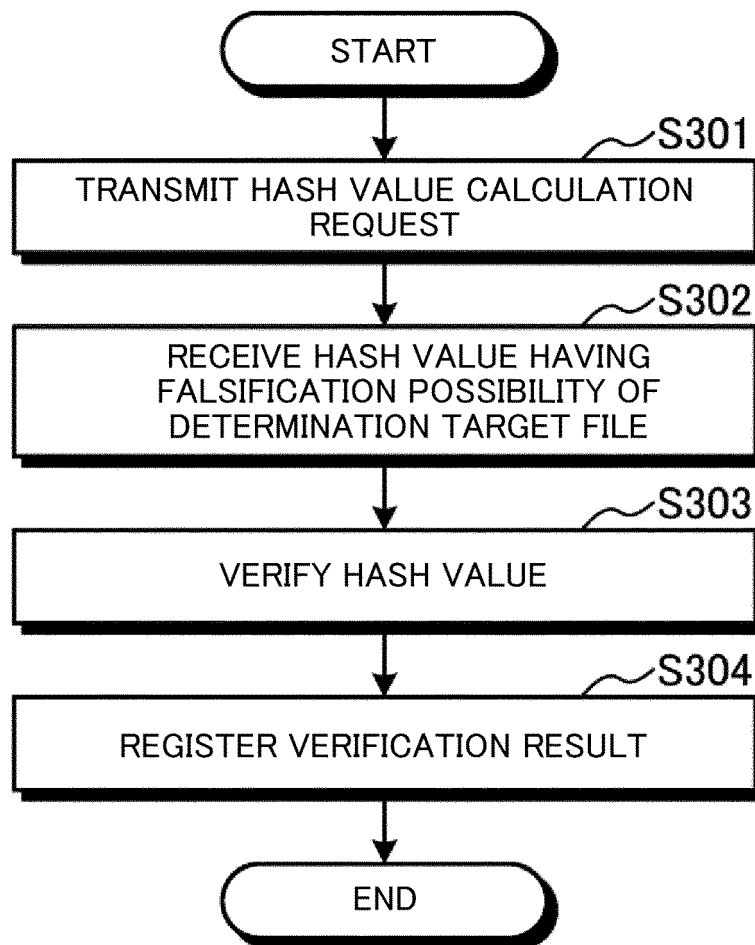 START
S301
TRANSMIT HASH VALUE CALCULATION
REQUEST
S302
RECEIVE HASH VALUE HAVING
FALSIFICATION POSSIBILITY OF
DETERMINATION TARGET FILE
S303
VERIFY HASH VALUE
S304
REGISTER VERIFICATION RESULT
END